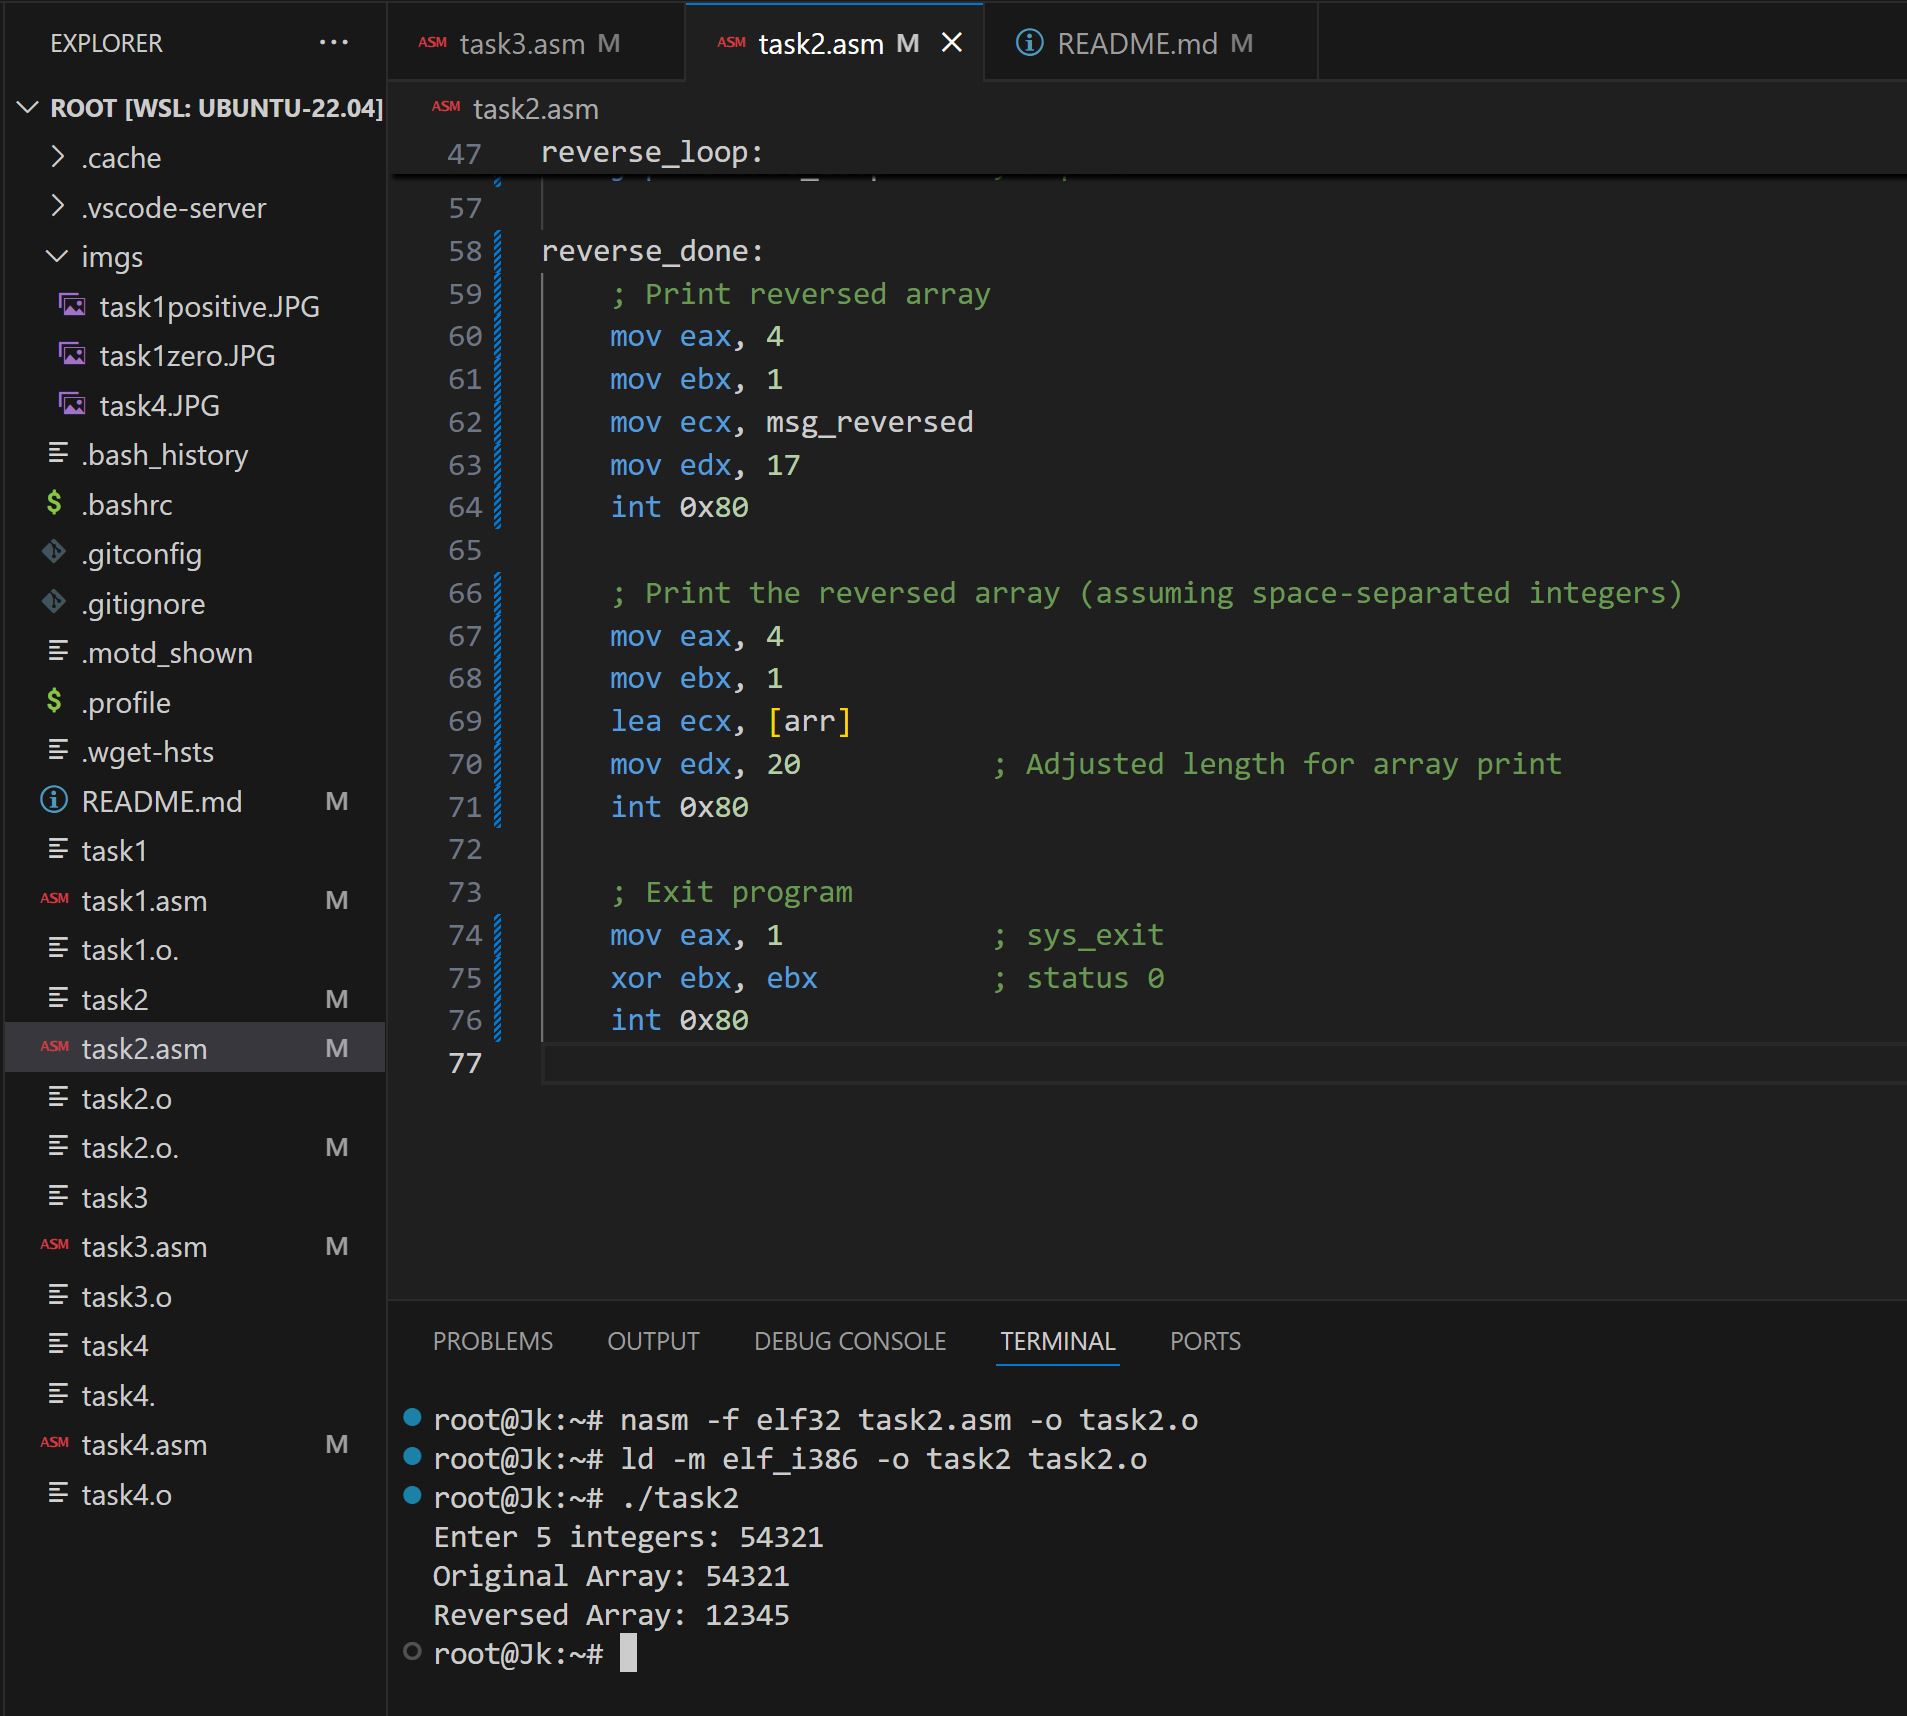 EXPLORER ···
ROOT [WSL: UBUNTU-22.04]
.cache
.vscode-server
imgs
task1positive.JPG
task1zero.JPG
task4.JPG
.bash_history
$ .bashrc
.gitconfig
.gitignore
.motd_shown
$ .profile
.wget-hsts
README.md M
task1
ASM task1.asm M
task1.o.
task2 M
ASM task2.asm M
task2.o
task2.o. M
task3
ASM task3.asm M
task3.o
task4
task4.
ASM task4.asm M
task4.o
ASM task3.asm M
ASM task2.asm M
README.md M
ASM task2.asm
47 reverse_loop:
57
58 reverse_done:
59 ; Print reversed array
60 mov eax, 4
61 mov ebx, 1
62 mov ecx, msg_reversed
63 mov edx, 17
64 int 0x80
65
66 ; Print the reversed array (assuming space-separated integers)
67 mov eax, 4
68 mov ebx, 1
69 lea ecx, [arr]
70 mov edx, 20 ; Adjusted length for array print
71 int 0x80
72
73 ; Exit program
74 mov eax, 1 ; sys_exit
75 xor ebx, ebx ; status 0
76 int 0x80
77
PROBLEMS OUTPUT DEBUG CONSOLE TERMINAL PORTS
root@Jk:~# nasm -f elf32 task2.asm -o task2.o
root@Jk:~# ld -m elf_i386 -o task2 task2.o
root@Jk:~# ./task2
Enter 5 integers: 54321
Original Array: 54321
Reversed Array: 12345
root@Jk:~#